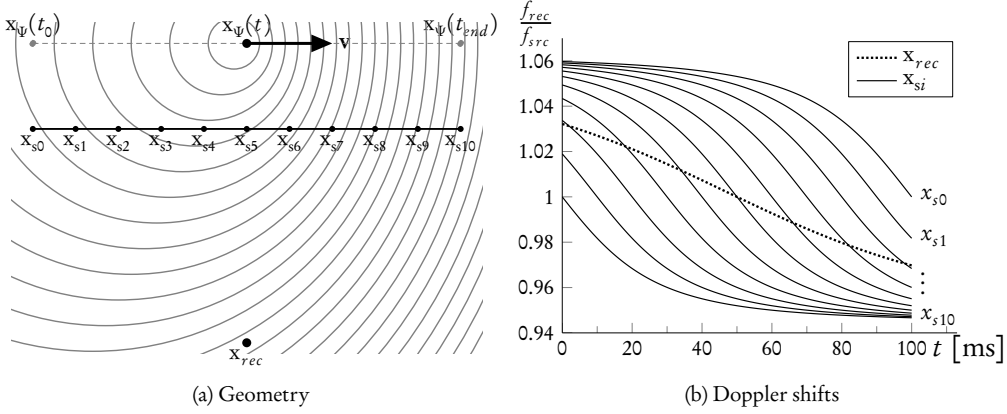 xΨ(t0) xΨ(t) xΨ(tend)
v
xs0 xs1 xs2 xs3 xs4 xs5 xs6 xs7 xs8 xs9 xs10
xrec
(a) Geometry
frec
fsrc
xrec
xsi
1.06
1.04
1.02
1
0.98
0.96
0.94
xs0
xs1
⋮
xs10
0 20 40 60 80 100 t [ms]
(b) Doppler shifts